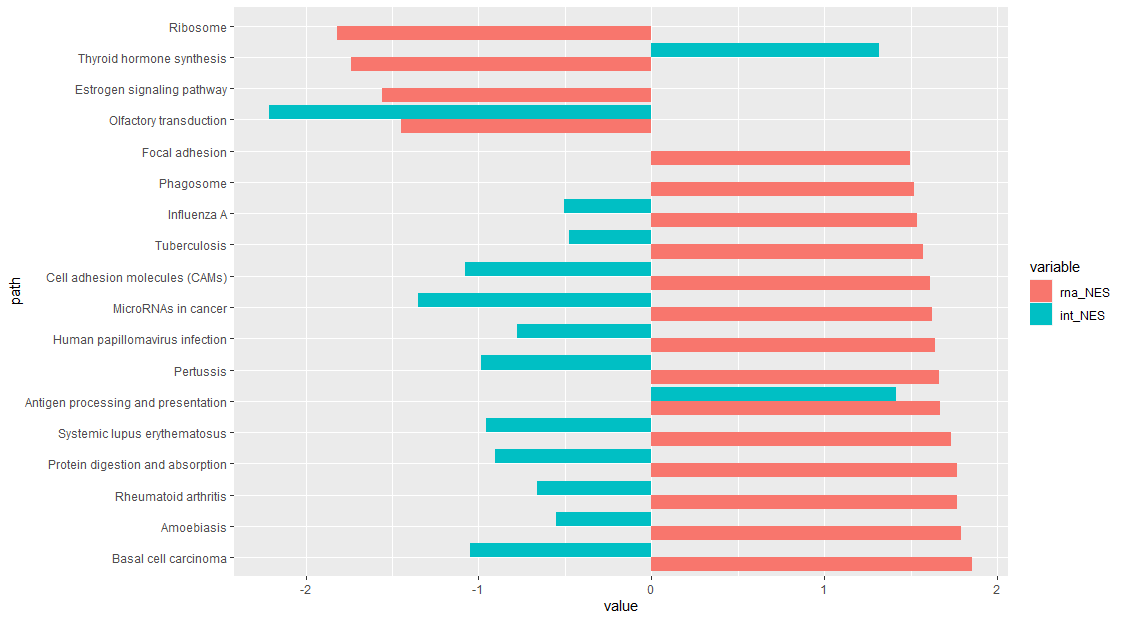 Ribosome
Thyroid hormone synthesis
Estrogen signaling pathway
Olfactory transduction
Focal adhesion
Phagosome
Influenza A
Tuberculosis
Cell adhesion molecules (CAMs)
MicroRNAs in cancer
Human papillomavirus infection
Pertussis
Antigen processing and presentation
Systemic lupus erythematosus
Protein digestion and absorption
Rheumatoid arthritis
Amoebiasis
Basal cell carcinoma
path
-2 -1 0 1 2
value
variable
rna_NES
int_NES